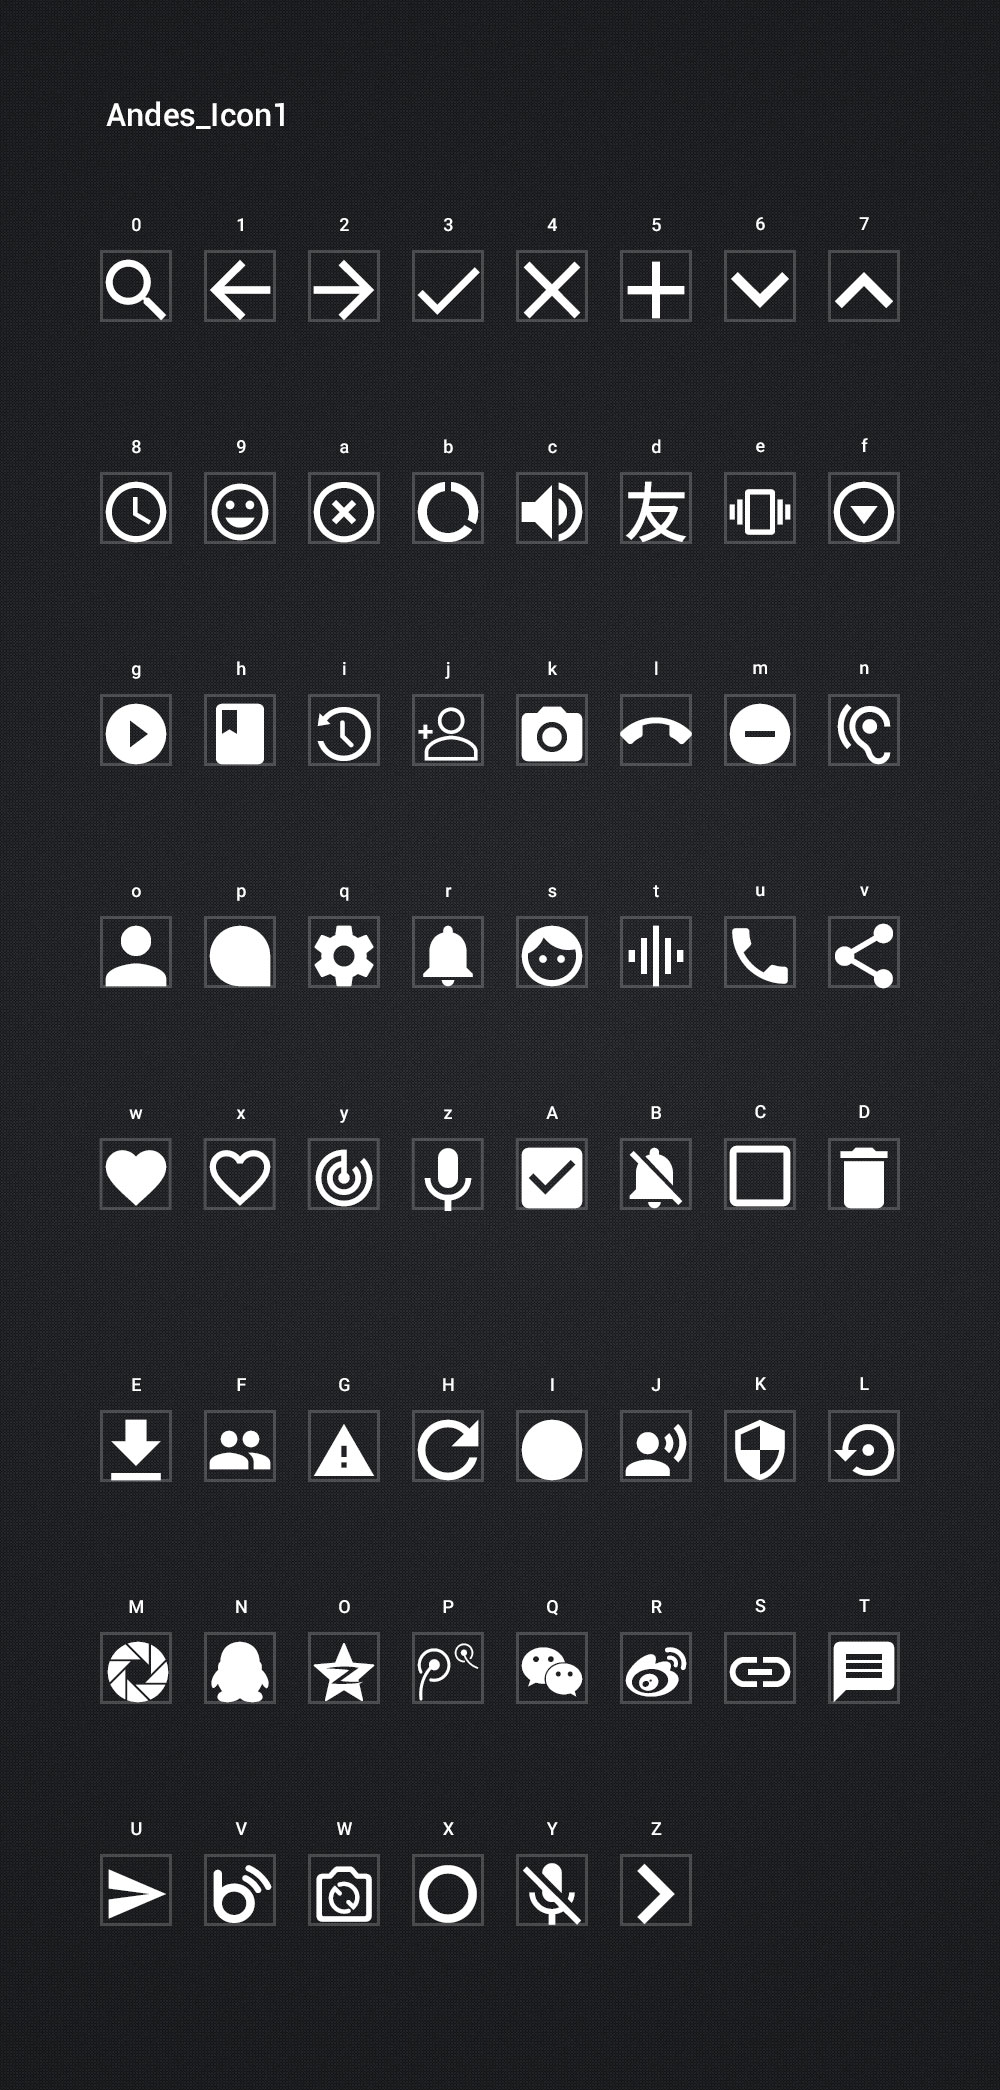 Andes_Icon1
0 1 2 3 4 5 6 7
8 9 a b c d e f
友
g h i j k l m n
o p q r s t u v
w x y z A B C D
E F G H I J K L
M N O P Q R S T
U V W X Y Z